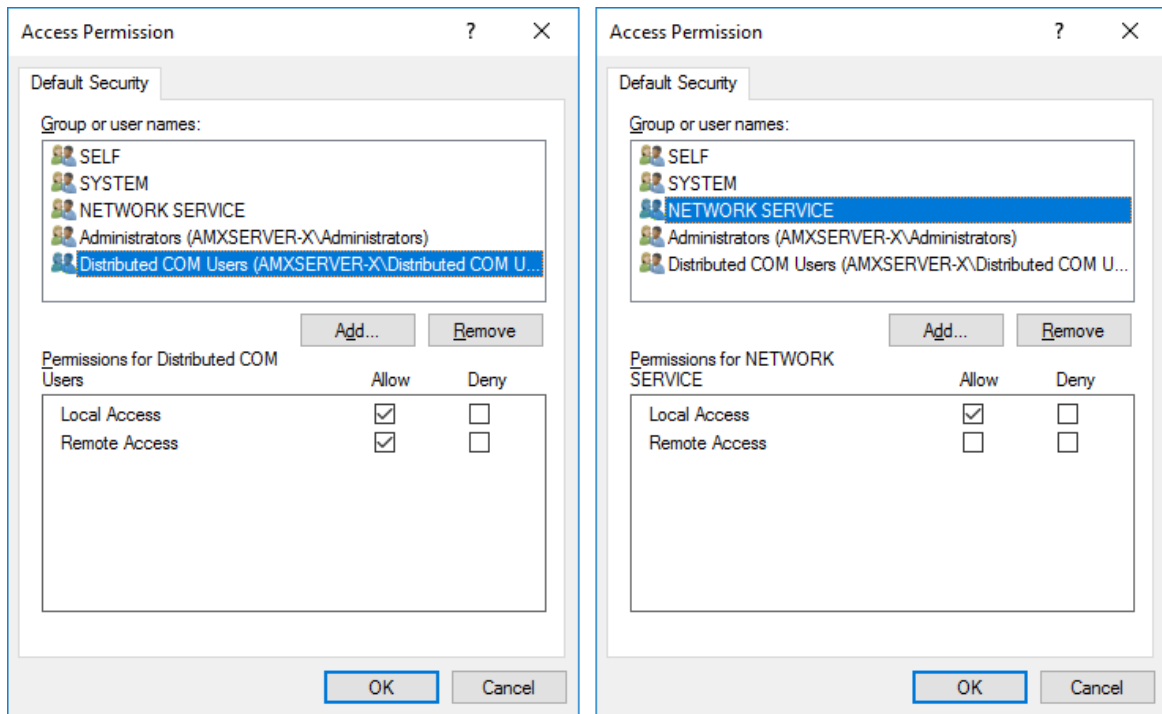 Access Permission ?
Default Security
Group or user names:
SELF
SYSTEM
NETWORK SERVICE
Administrators (AMXSERVER-X\Administrators)
Distributed COM Users (AMXSERVER-X\Distributed COM U...
Add... Remove
Permissions for Distributed COM
Users Allow Deny
Local Access
Remote Access
OK Cancel
Access Permission ?
Default Security
Group or user names:
SELF
SYSTEM
NETWORK SERVICE
Administrators (AMXSERVER-X\Administrators)
Distributed COM Users (AMXSERVER-X\Distributed COM U...
Add... Remove
Permissions for NETWORK
SERVICE Allow Deny
Local Access
Remote Access
OK Cancel